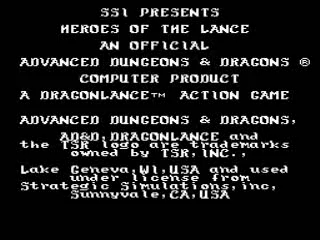 SSI PRESENTS
HEROES OF THE LANCE
AN OFFICIAL
ADVANCED DUNGEONS & DRAGONS ®
COMPUTER PRODUCT
A DRAGONLANCE™ ACTION GAME
ADVANCED DUNGEONS & DRAGONS,
AD&D,DRAGONLANCE and
the TSR logo are trademarks
owned by TSR,INC.,
Lake Geneva,WI,USA and used
under license from
Strategic Simulations,inc,
Sunnyvale,CA,USA